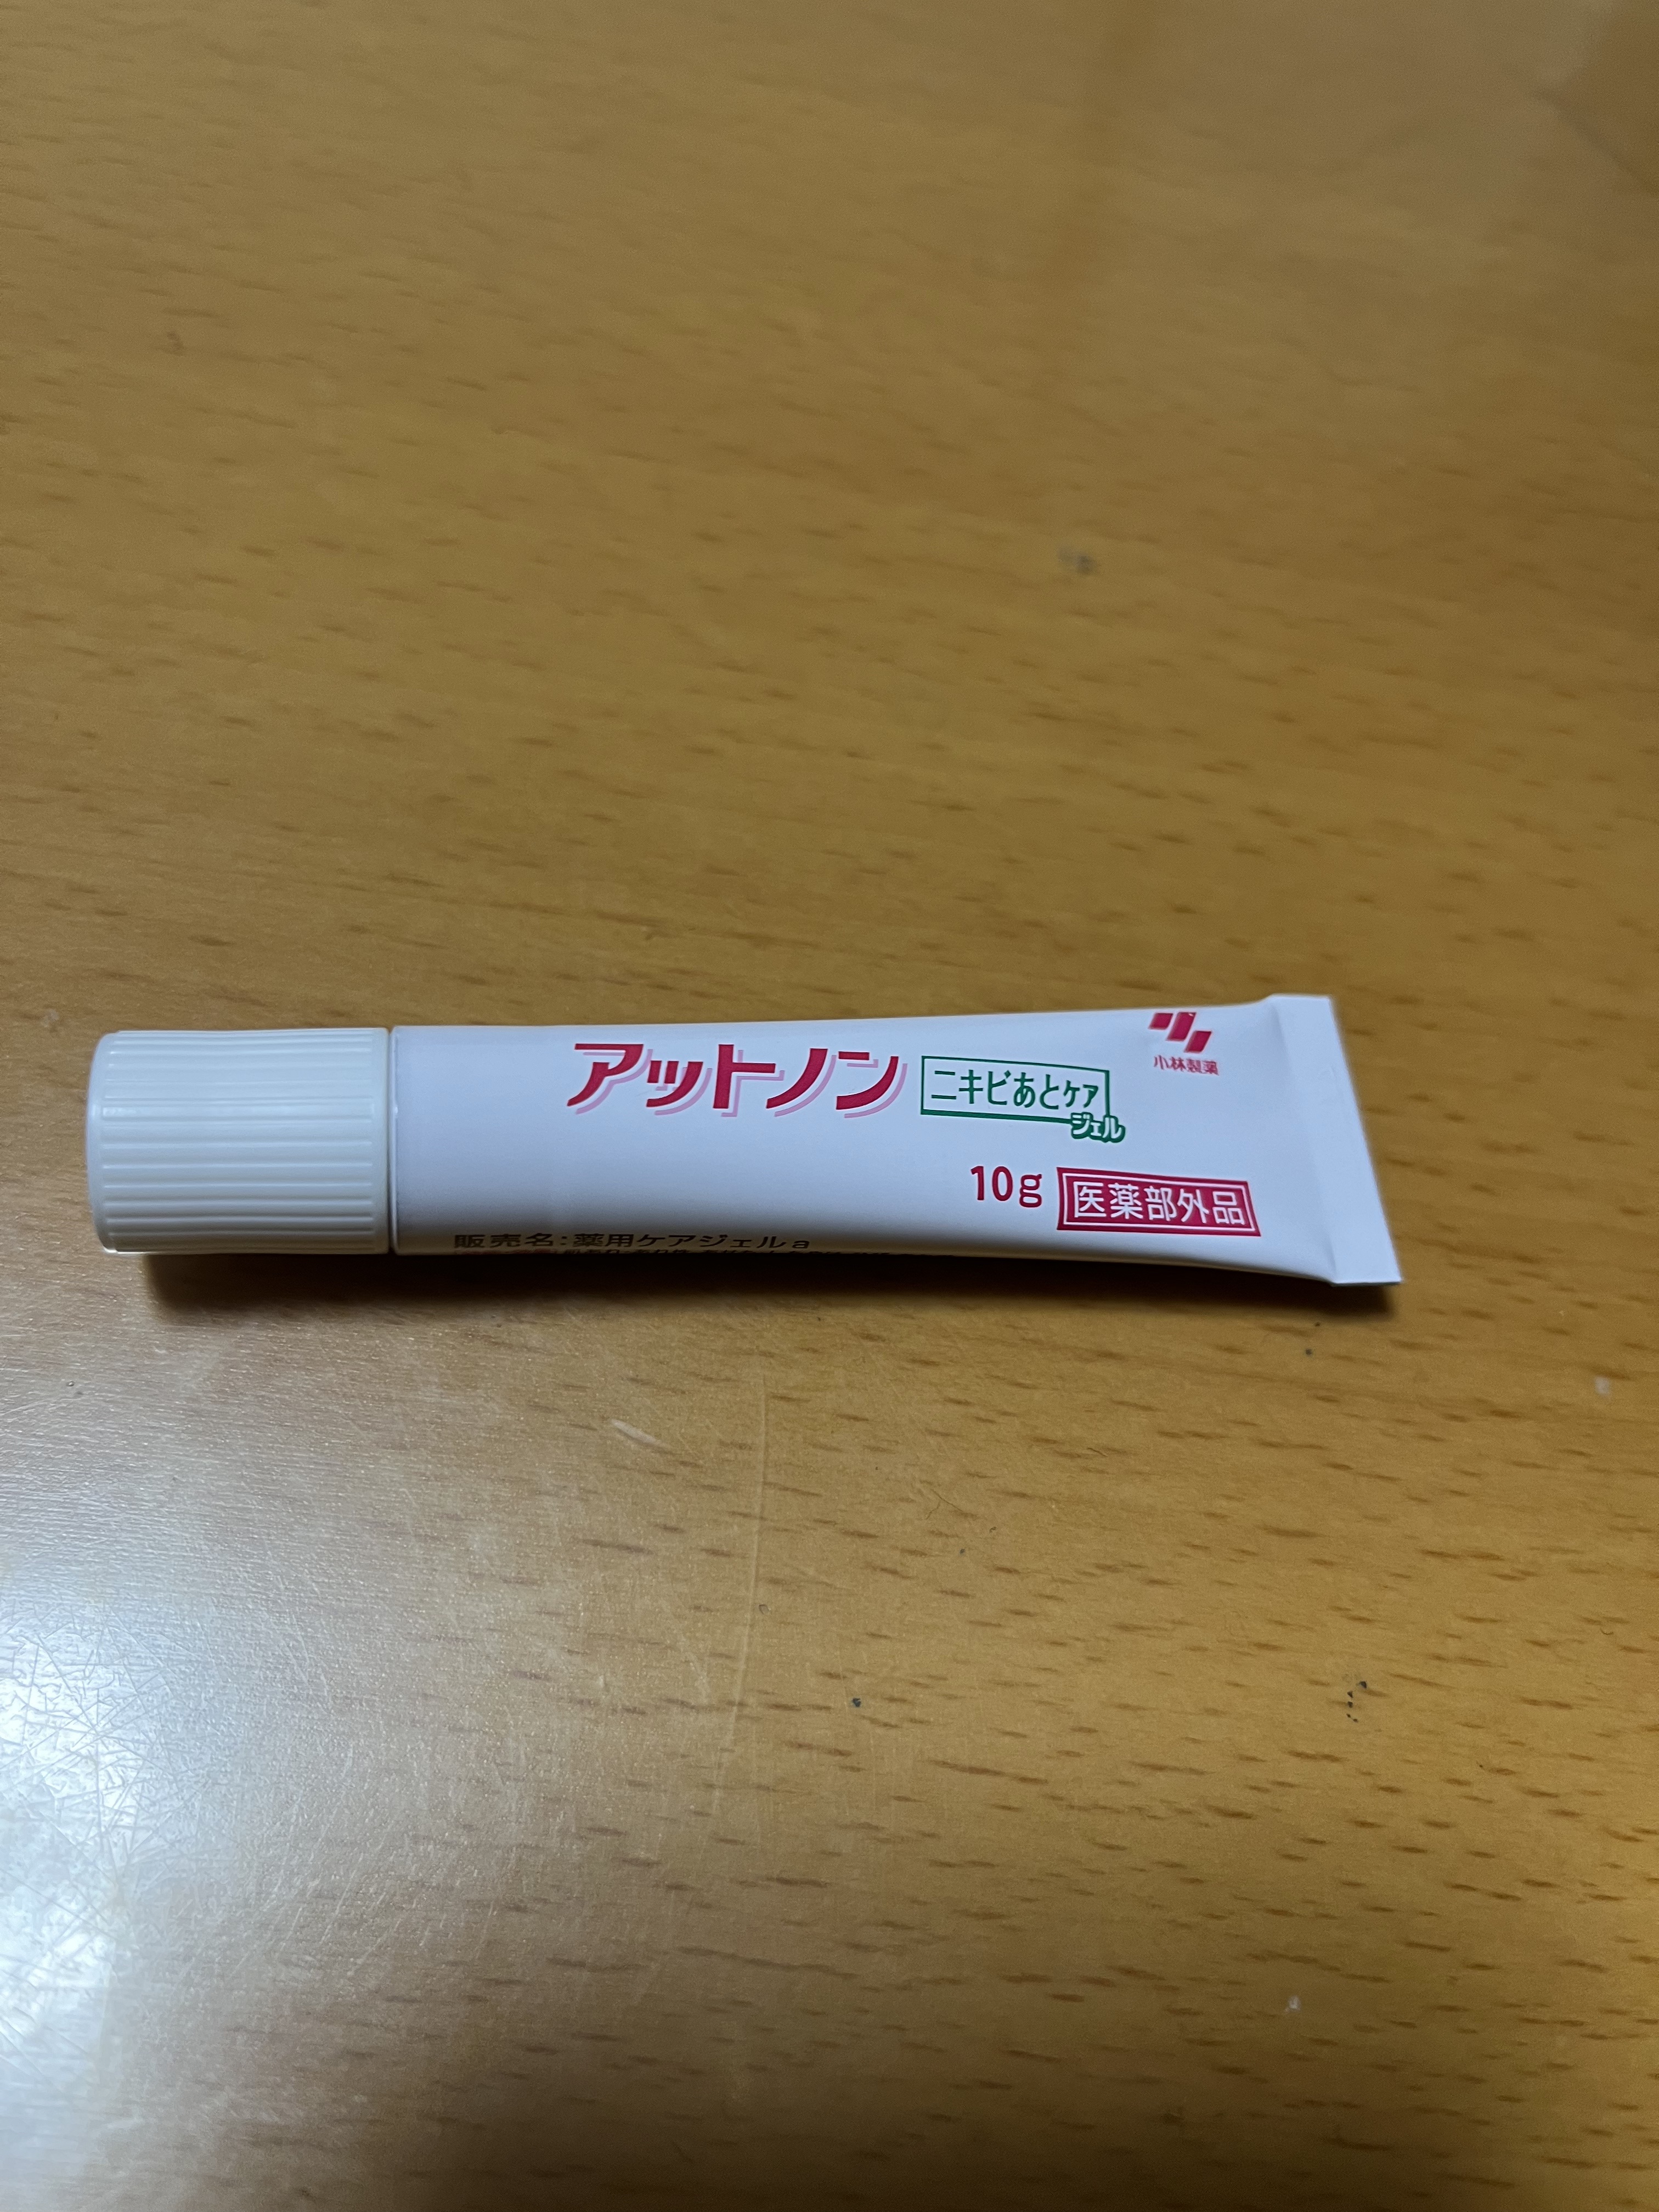 アットノン
ニキビあとケア
ジェル
小林製薬
10g
医薬部外品
販売名:薬用ケアジェルa